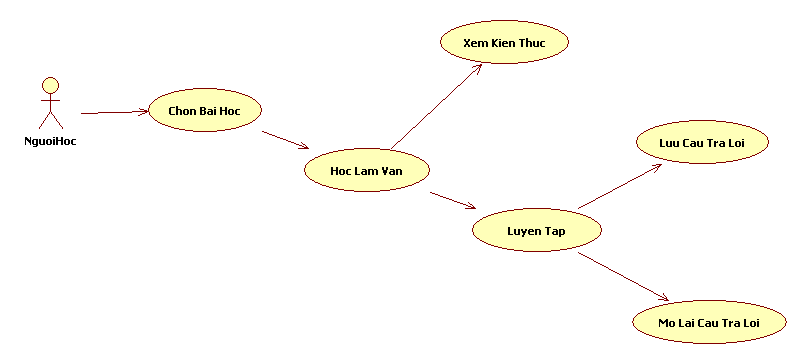 Xem Kien Thuc
Chon Bai Hoc
NguoiHoc
Hoc Lam Van
Luu Cau Tra Loi
Luyen Tap
Mo Lai Cau Tra Loi